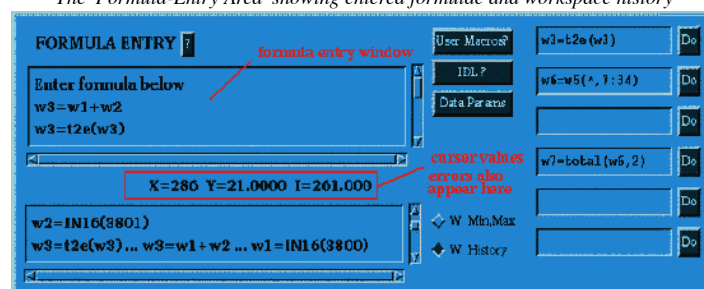 The 'Formula-Entry Area' showing entered formulae and workspace history
FORMULA ENTRY ?
formula entry window
Enter formula below
w3=w1+w2
w3=t2e(w3)
X=286 Y=21.0000 I=261.000
cursor values
errors also
appear here
w2=IN16(3801)
w3=t2e(w3)... w3=w1+w2 ... w1=IN16(3800)
User Macros?
IDL ?
Data Params
W Min,Max
W History
w3=t2e(w3)
Do
w6=w5(*,7:34)
Do
Do
w7=total(w6,2)
Do
Do
Do